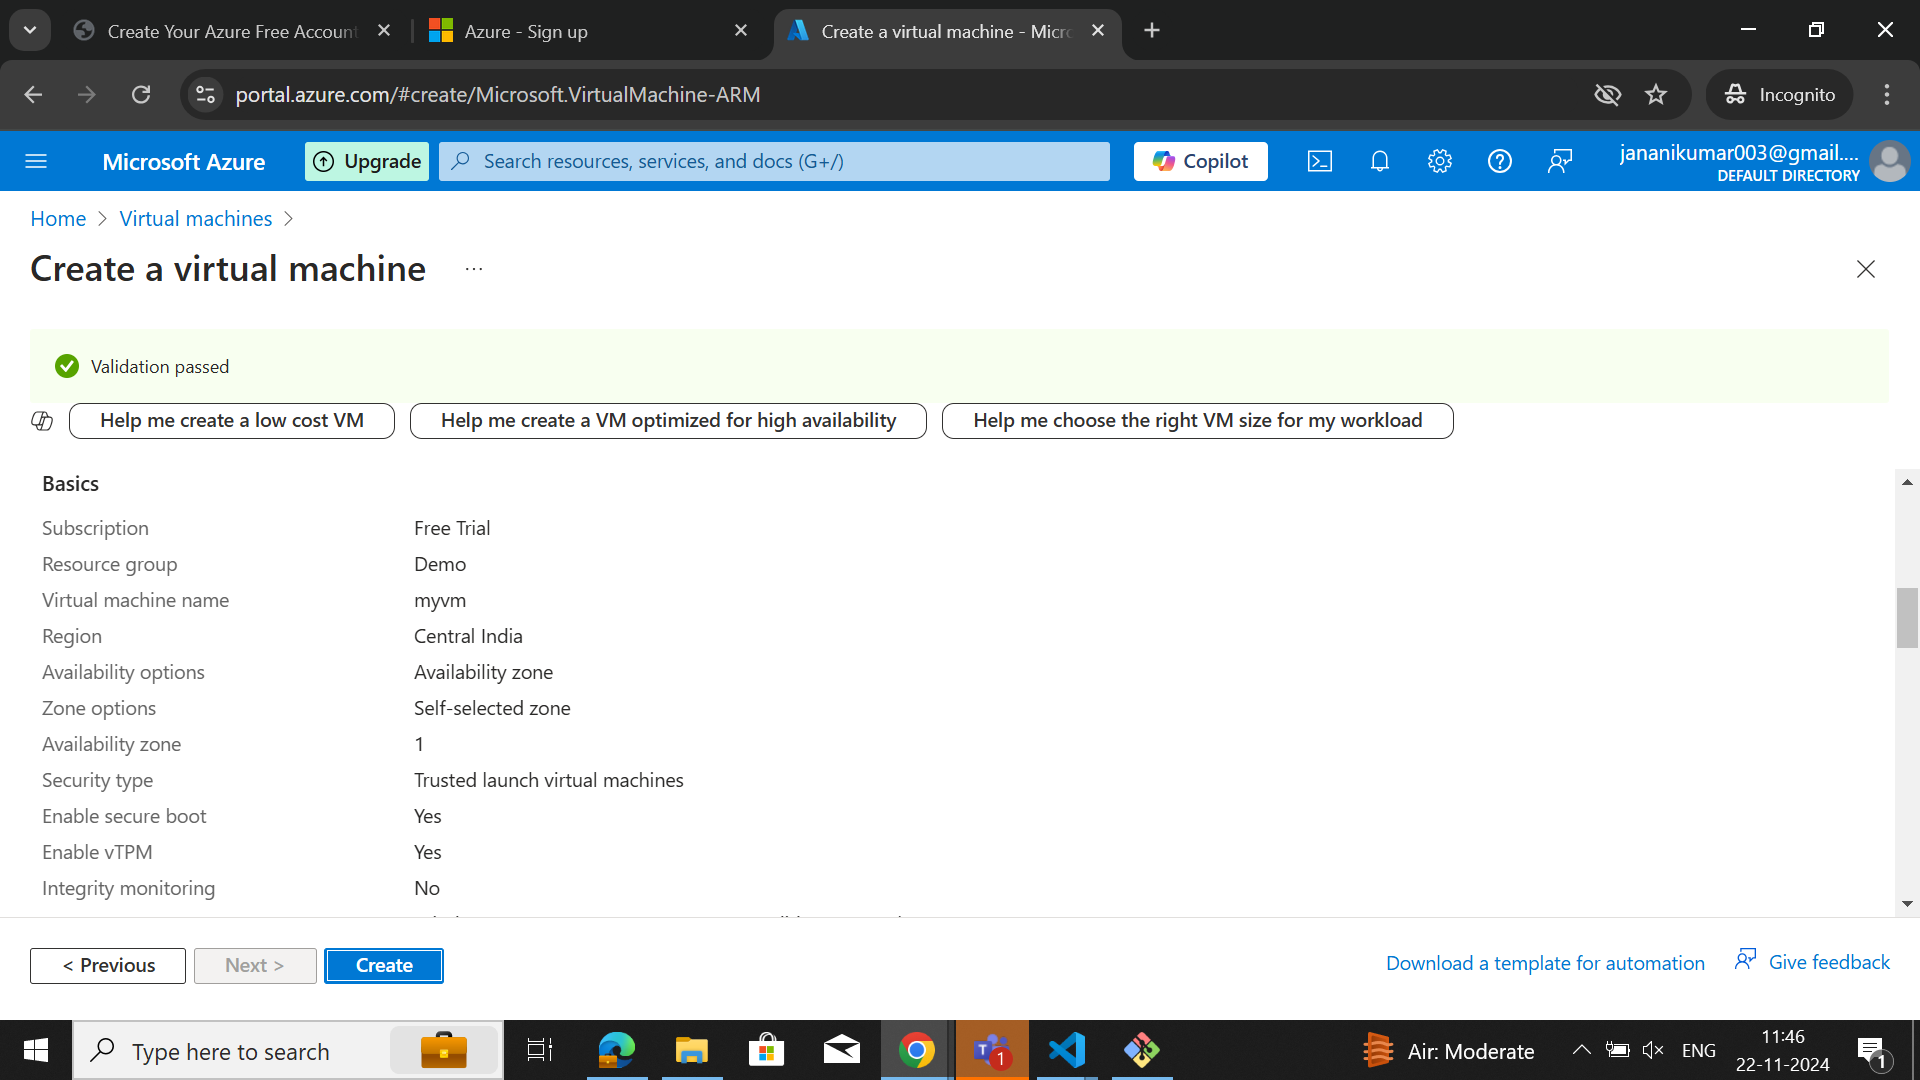 Create Your Azure Free Account
Azure - Sign up
Create a virtual machine - Micro
portal.azure.com/#create/Microsoft.VirtualMachine-ARM
Incognito
Microsoft Azure
Upgrade
Search resources, services, and docs (G+/)
Copilot
jananikumar003@gmail....
DEFAULT DIRECTORY
Home > Virtual machines >
Create a virtual machine ...
Validation passed
Help me create a low cost VM
Help me create a VM optimized for high availability
Help me choose the right VM size for my workload
Basics
Subscription Free Trial
Resource group Demo
Virtual machine name myvm
Region Central India
Availability options Availability zone
Zone options Self-selected zone
Availability zone 1
Security type Trusted launch virtual machines
Enable secure boot Yes
Enable vTPM Yes
Integrity monitoring No
< Previous
Next >
Create
Download a template for automation
Give feedback
Type here to search
1
Air: Moderate
ENG
11:46
22-11-2024
1